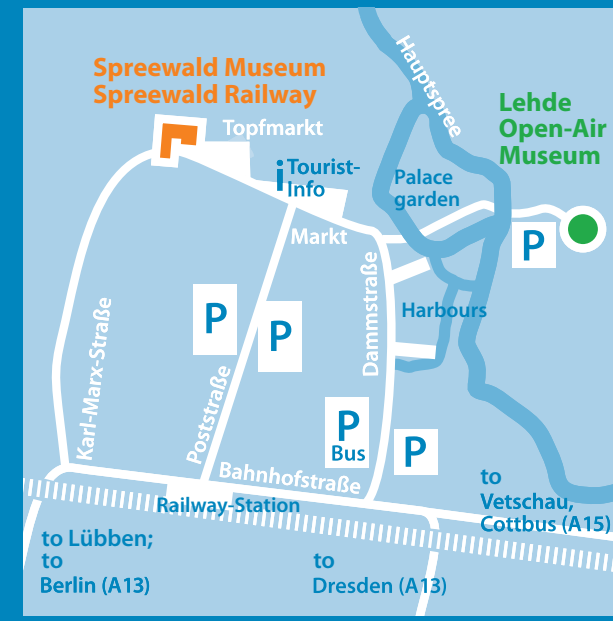 Spreewald Museum
Spreewald Railway
Topfmarkt
Hauptspree
Lehde
Open-Air
Museum
i Tourist-
Info
Palace
garden
Markt
P
P
P
Harbours
Dammstraße
Karl-Marx-Straße
Poststraße
P
Bus
P
Bahnhofstraße
Railway-Station
to
Vetschau,
Cottbus (A15)
to Lübben;
to
Berlin (A13)
to
Dresden (A13)